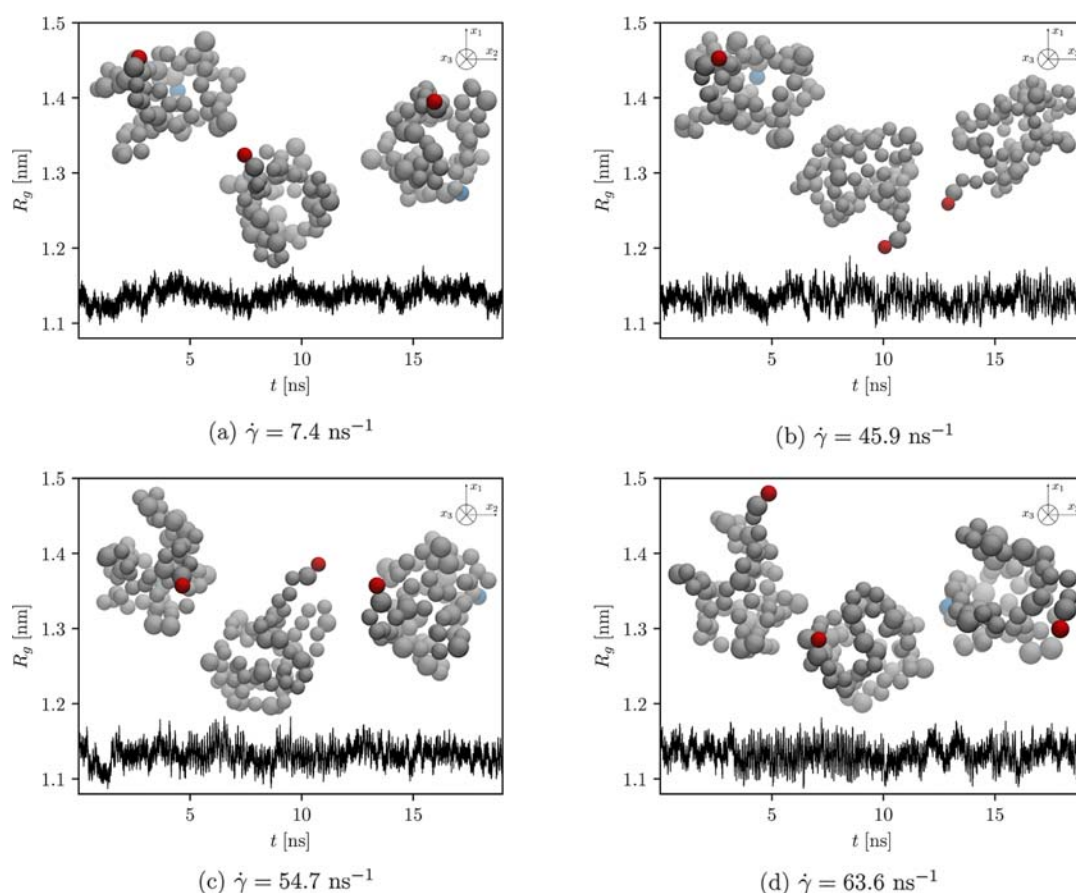 1.5
1.4
1.3
1.2
1.1
R_g [nm]
x_1
x_3
x_2
5
10
15
t [ns]
(a) γ̇ = 7.4 ns⁻¹
1.5
1.4
1.3
1.2
1.1
R_g [nm]
x_1
x_3
5
10
15
t [ns]
(b) γ̇ = 45.9 ns⁻¹
1.5
1.4
1.3
1.2
1.1
R_g [nm]
x_1
x_3
x_2
5
10
15
t [ns]
(c) γ̇ = 54.7 ns⁻¹
1.5
1.4
1.3
1.2
1.1
R_g [nm]
x_1
x_3
5
10
15
t [ns]
(d) γ̇ = 63.6 ns⁻¹